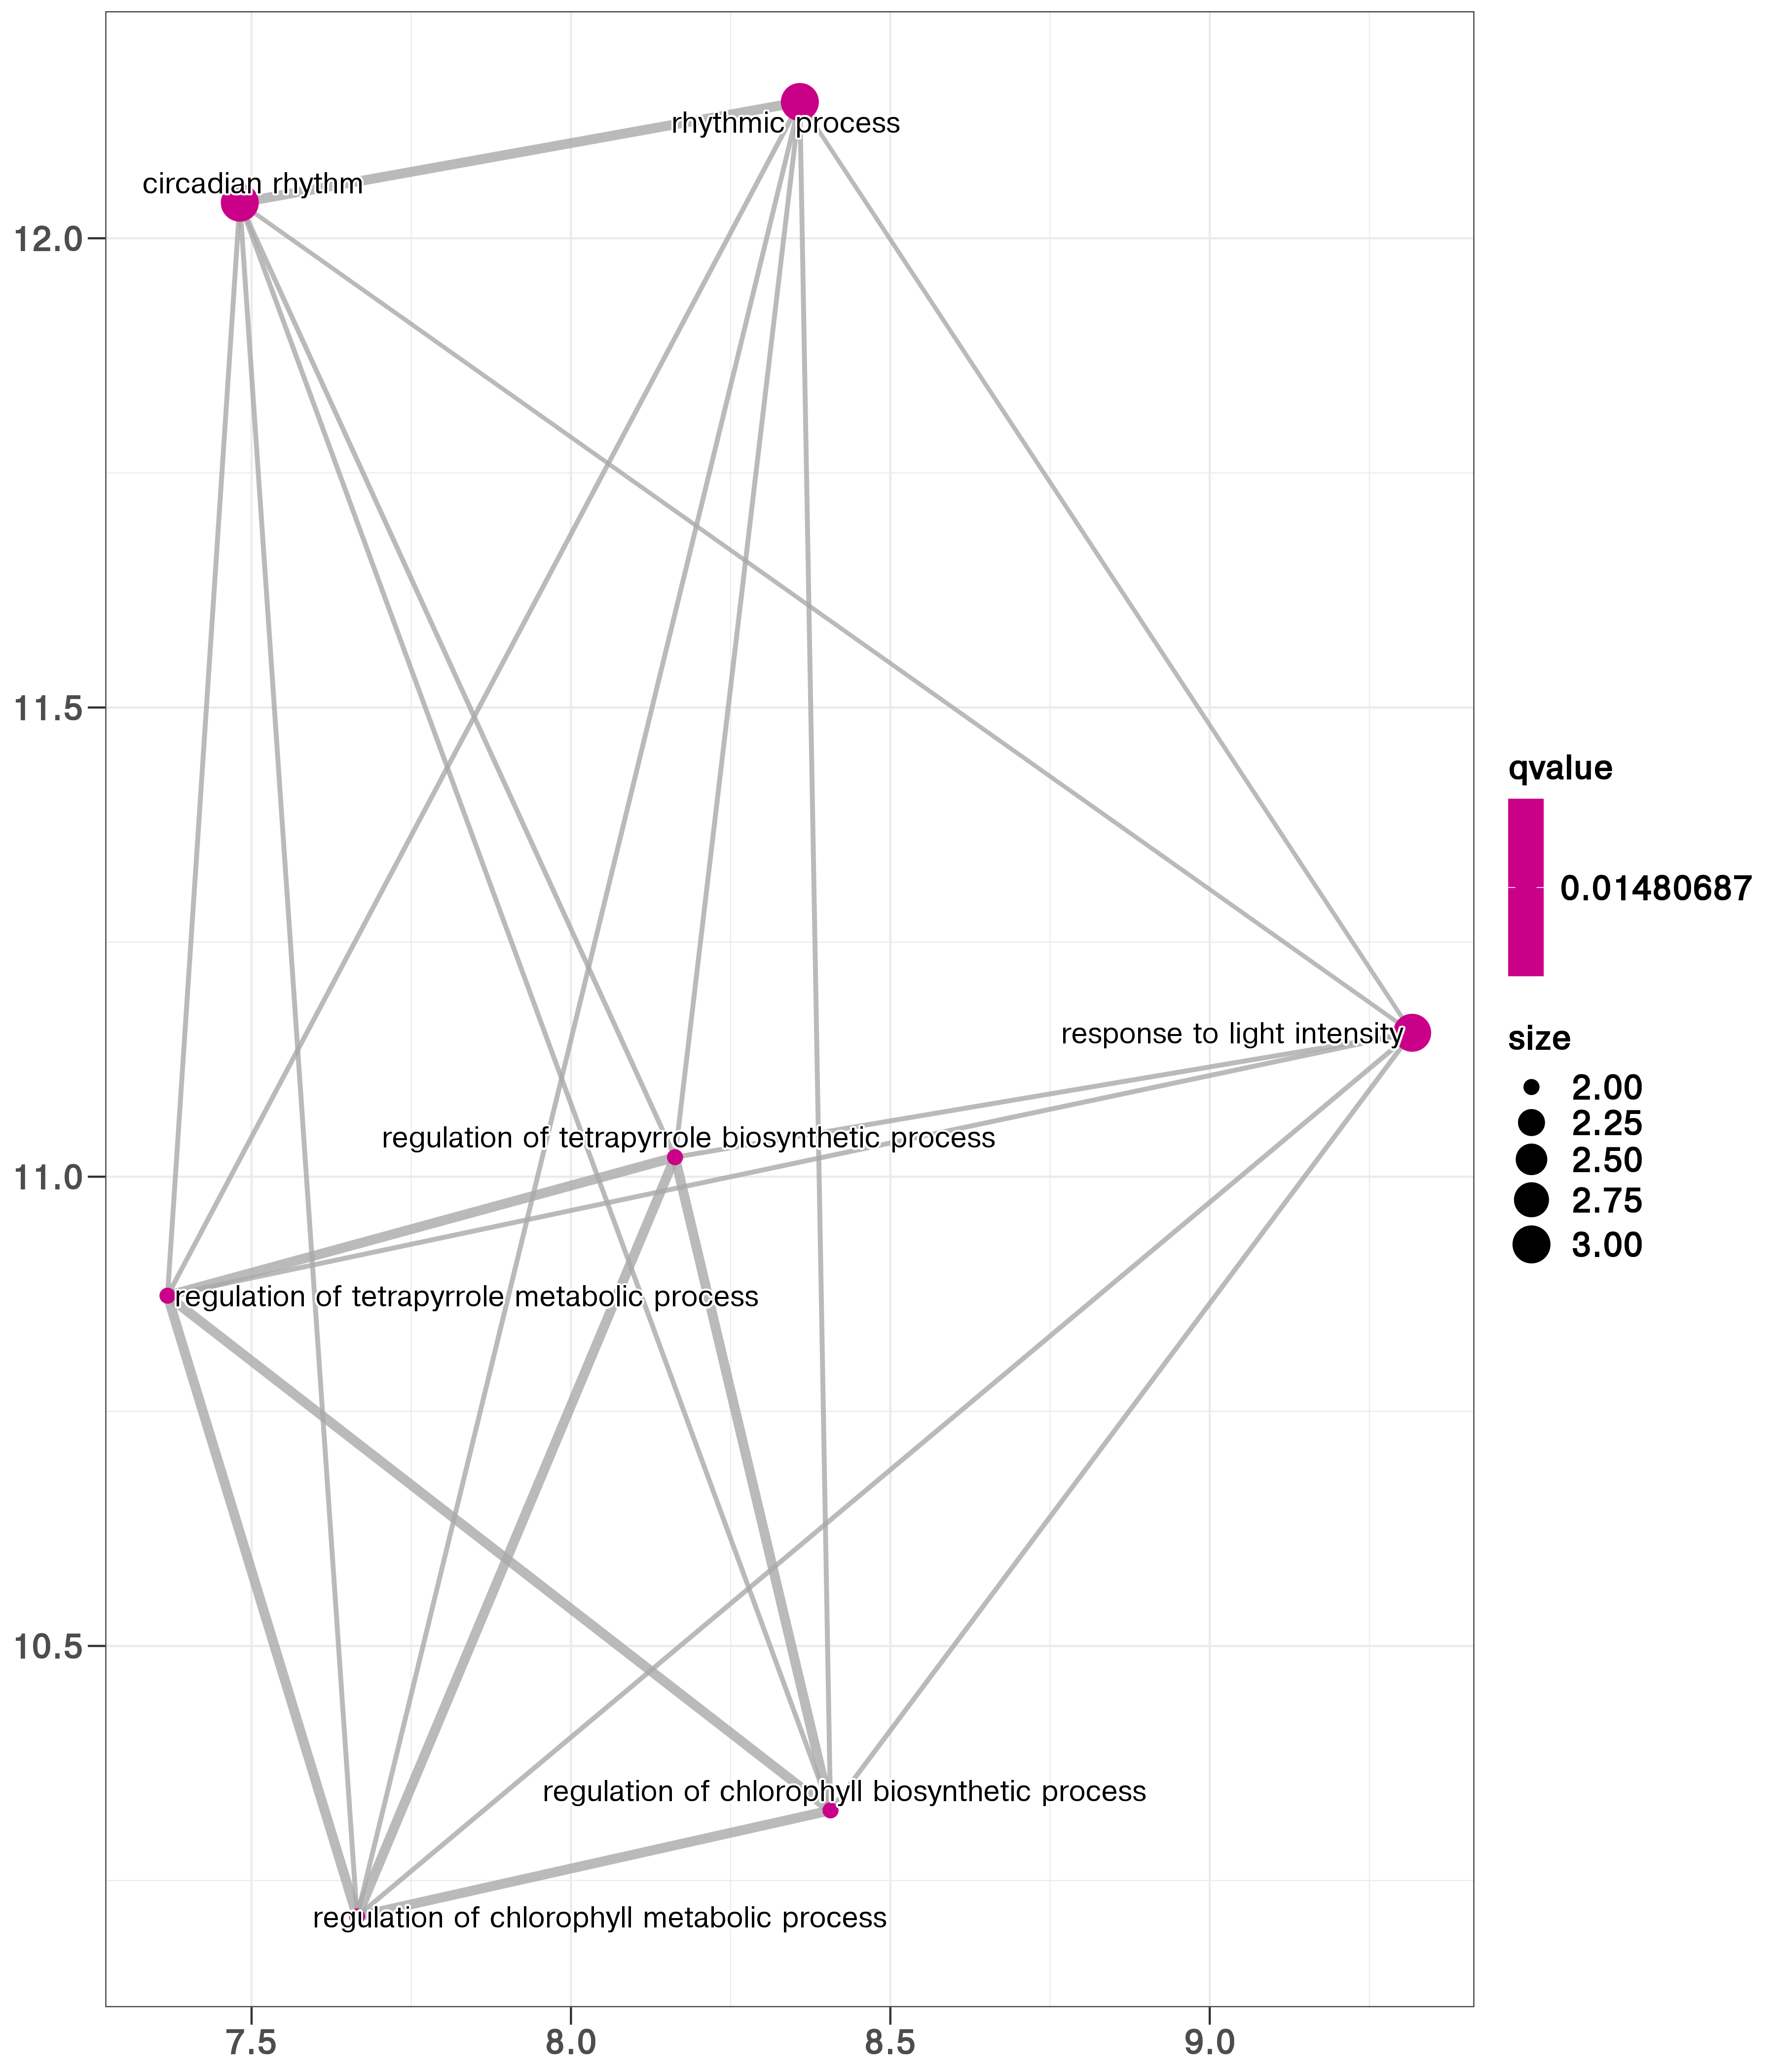 rhythmic process
circadian rhythm
12.0
11.5
qvalue
0.01480687
response to light intensity
size
2.00
2.25
2.50
2.75
3.00
regulation of tetrapyrrole biosynthetic process
11.0
regulation of tetrapyrrole metabolic process
10.5
regulation of chlorophyll biosynthetic process
regulation of chlorophyll metabolic process
7.5
8.0
8.5
9.0